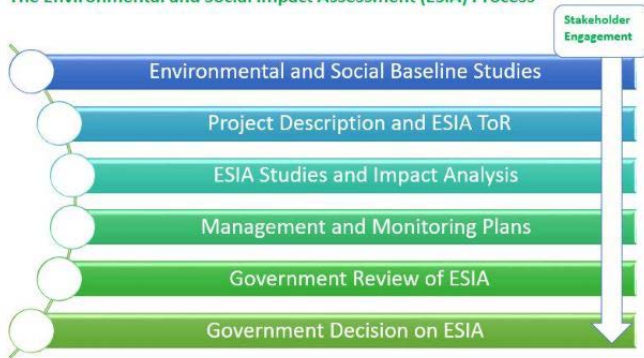 The Environmental and Social Impact Assessment (ESIA) Process
Stakeholder
Engagement
Environmental and Social Baseline Studies
Project Description and ESIA ToR
ESIA Studies and Impact Analysis
Management and Monitoring Plans
Government Review of ESIA
Government Decision on ESIA